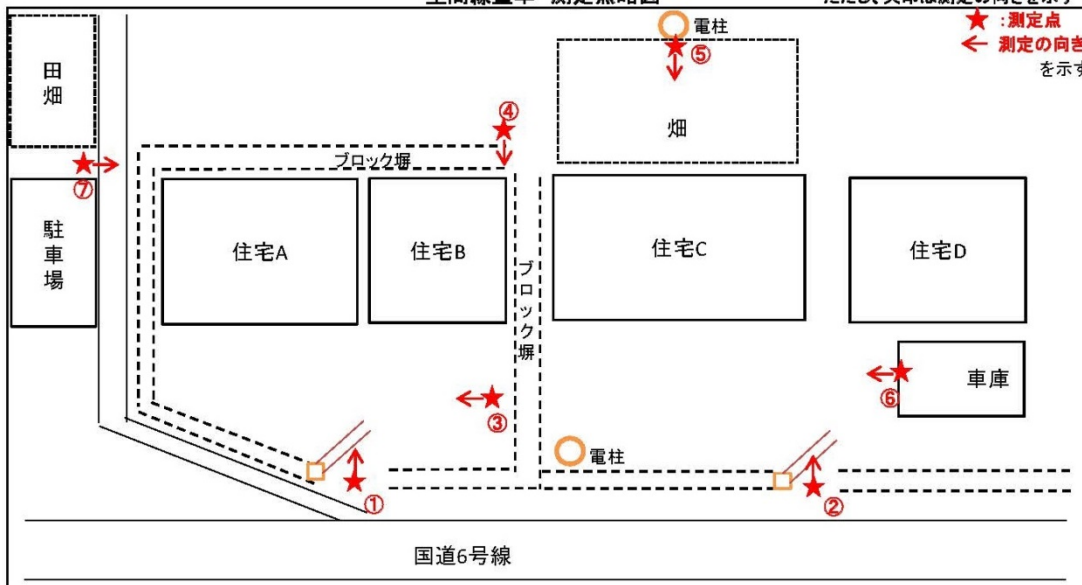 電柱
★：測定点
← 測定の向き
を示す
⑤
田畑
④
畑
ブロック塀
⑦
駐車場
住宅A
住宅B
住宅C
住宅D
ブロック塀
車庫
⑥
③
電柱
①
②
国道6号線